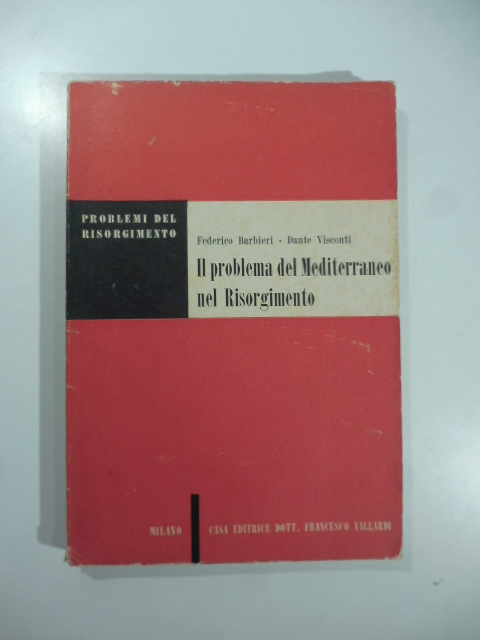 PROBLEMI DEL
RISORGIMENTO
Federico Barbieri - Dante Visconti
Il problema del Mediterraneo
nel Risorgimento
MILANO
CASA EDITRICE DOTT. FRANCESCO VALLARDI